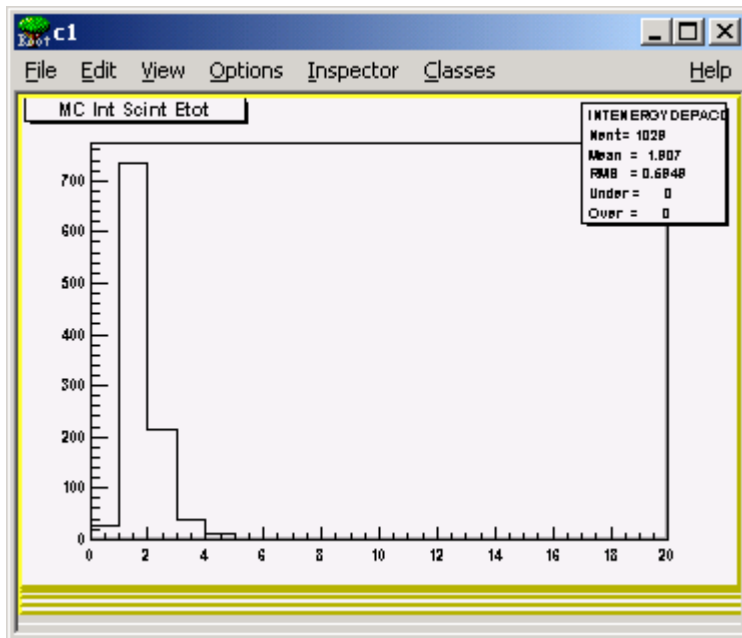 c1
File Edit View Options Inspector Classes Help
MC Int Scint Etot
INTENERGYDEPACC
Nent= 1028
Mean = 1.807
RMS = 0.6848
Under = 0
Over = 0
700
600
500
400
300
200
100
0
0 2 4 6 8 10 12 14 16 18 20